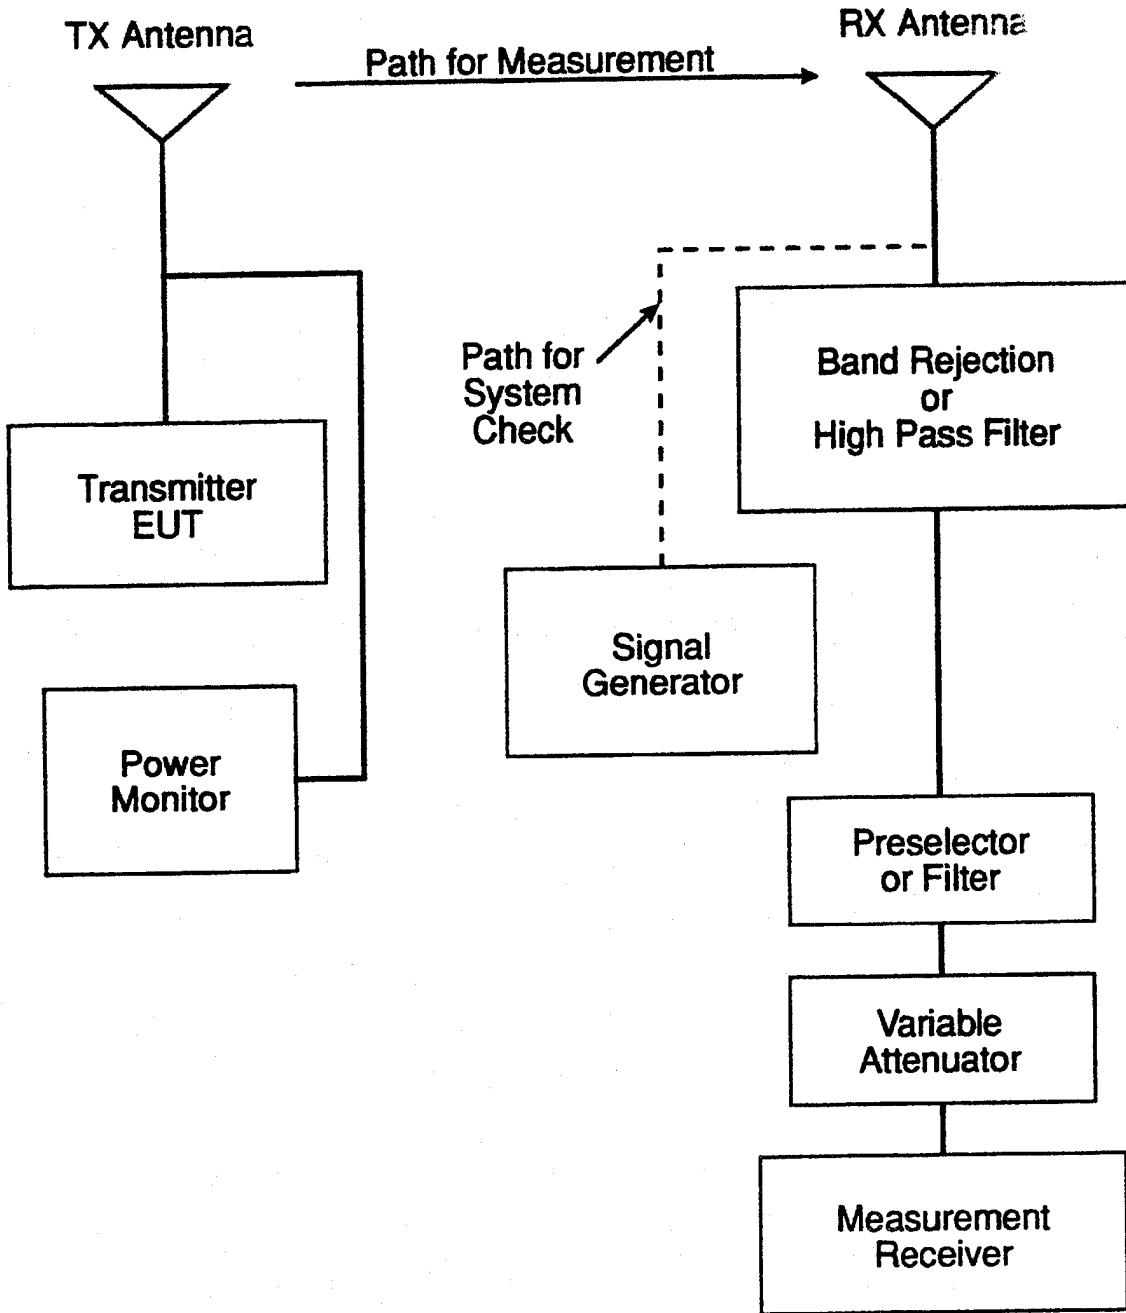 TX Antenna
RX Antenna
Path for Measurement
Path for
System
Check
Band Rejection
or
High Pass Filter
Transmitter
EUT
Signal
Generator
Power
Monitor
Preselector
or Filter
Variable
Attenuator
Measurement
Receiver